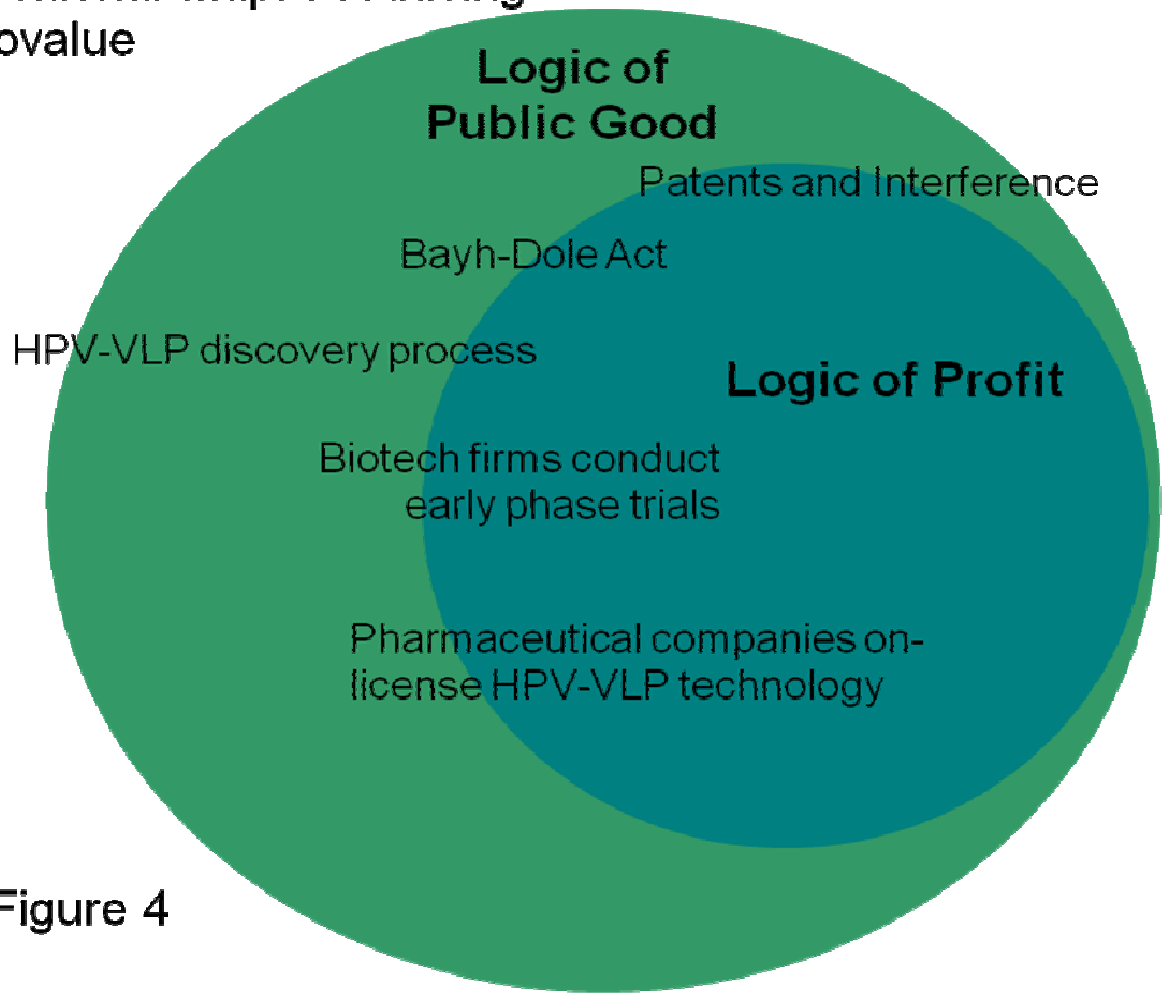 ovalue
Logic of
Public Good
Patents and Interference
Bayh-Dole Act
HPV-VLP discovery process
Logic of Profit
Biotech firms conduct
early phase trials
Pharmaceutical companies on-
license HPV-VLP technology
Figure 4